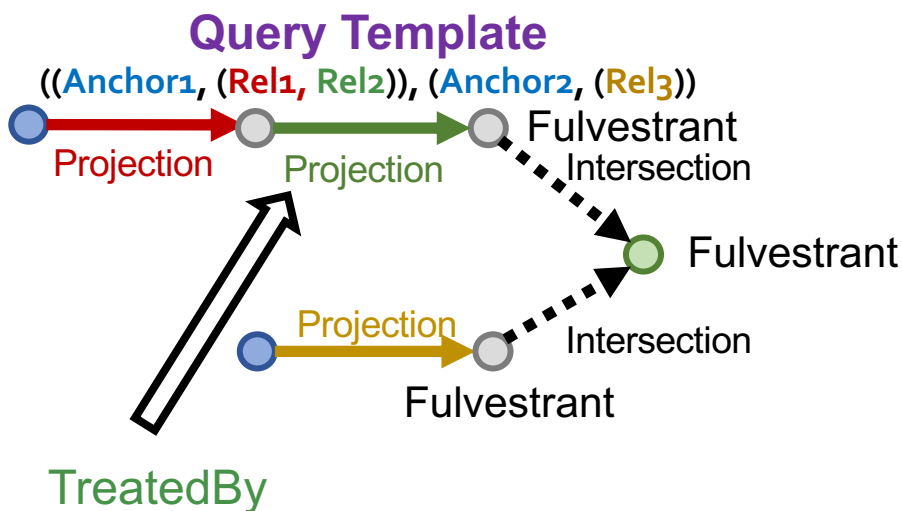 Query Template
((Anchor1, (Rel1, Rel2)), (Anchor2, (Rel3))
Fulvestrant
Projection
Projection
Intersection
Fulvestrant
Projection
Intersection
Fulvestrant
TreatedBy